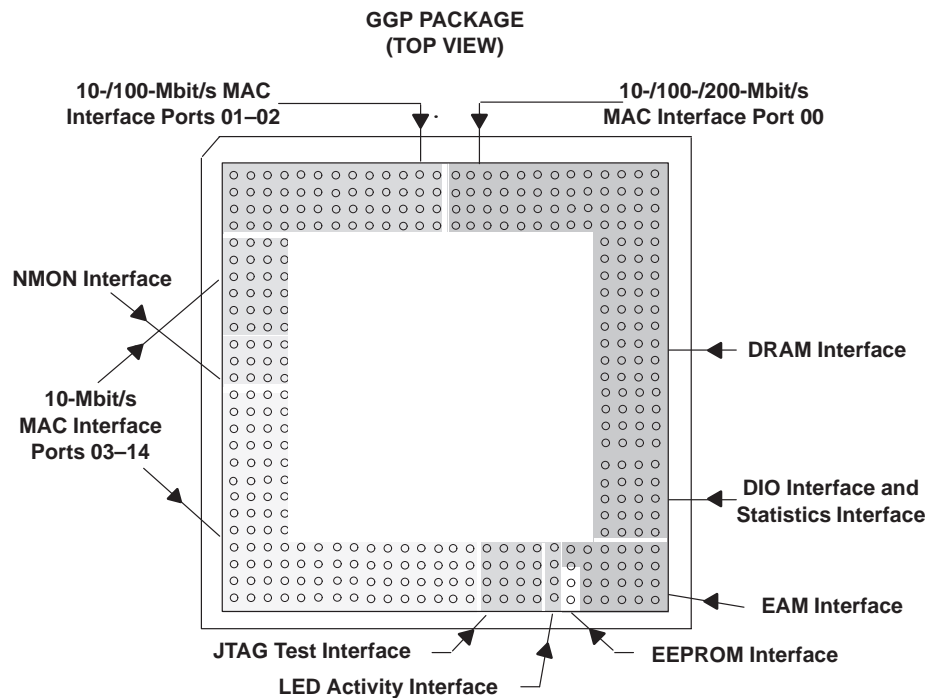 GGP PACKAGE
(TOP VIEW)
10-/100-Mbit/s MAC
Interface Ports 01–02
10-/100-/200-Mbit/s
MAC Interface Port 00
NMON Interface
DRAM Interface
10-Mbit/s
MAC Interface
Ports 03–14
DIO Interface and
Statistics Interface
EAM Interface
JTAG Test Interface
EEPROM Interface
LED Activity Interface